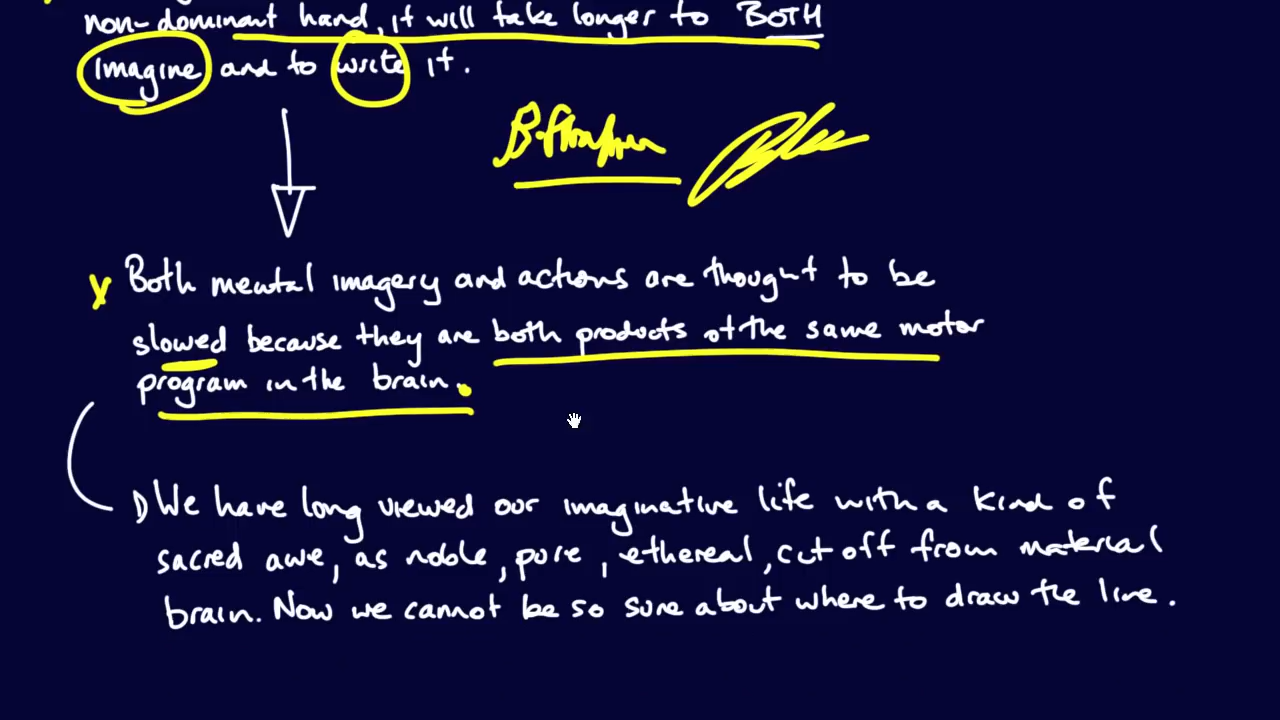 non-dominant hand, it will take longer to BOTH
imagine and to write it.
Both mental imagery and actions are thought to be
slowed because they are both products of the same motor
program in the brain.
We have long viewed our imaginative life with a kind of
sacred awe, as noble, pure, ethereal, cut off from material
brain. Now we cannot be so sure about where to draw the line.